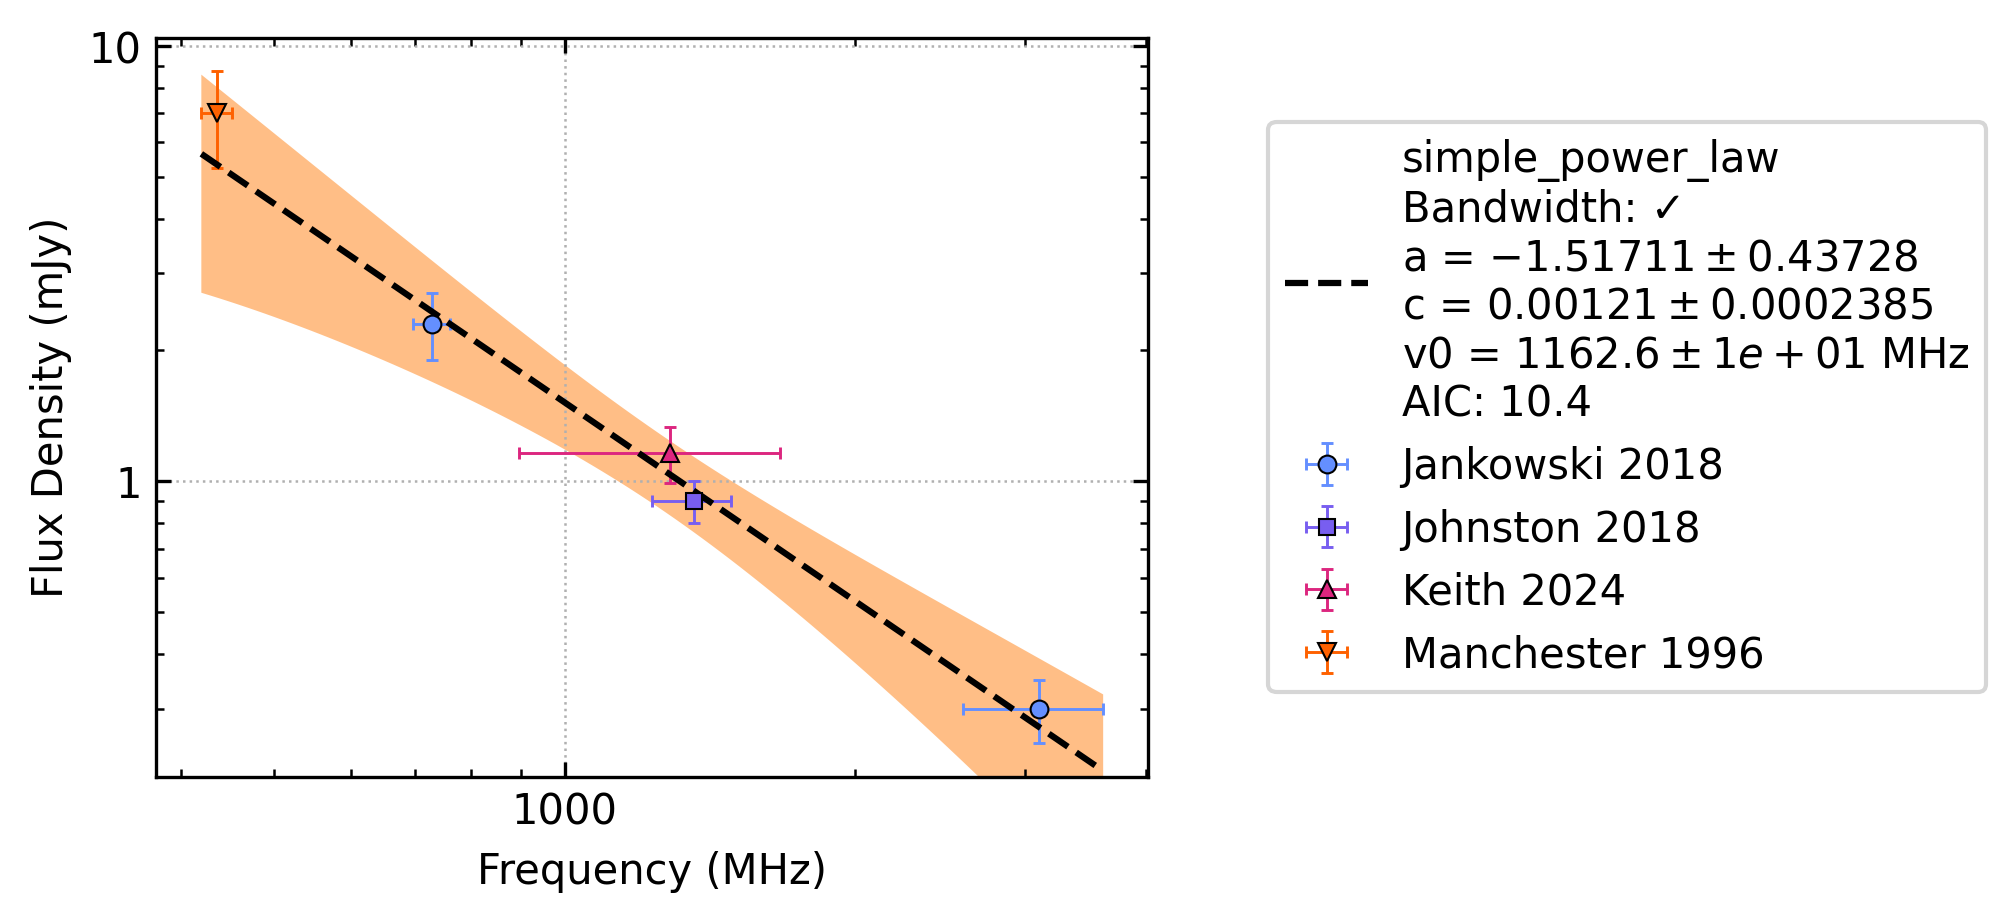 10
1
Flux Density (mJy)
1000
Frequency (MHz)
simple_power_law
Bandwidth: ✓
a = −1.51711 ± 0.43728
c = 0.00121 ± 0.0002385
v0 = 1162.6 ± 1e + 01 MHz
AIC: 10.4
Jankowski 2018
Johnston 2018
Keith 2024
Manchester 1996